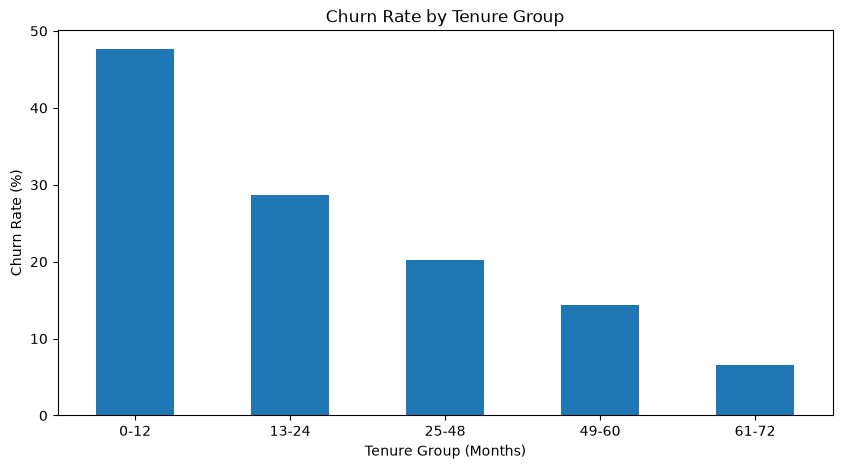 Churn Rate by Tenure Group
50
40
30
20
10
0
Churn Rate (%)
0-12 13-24 25-48 49-60 61-72
Tenure Group (Months)